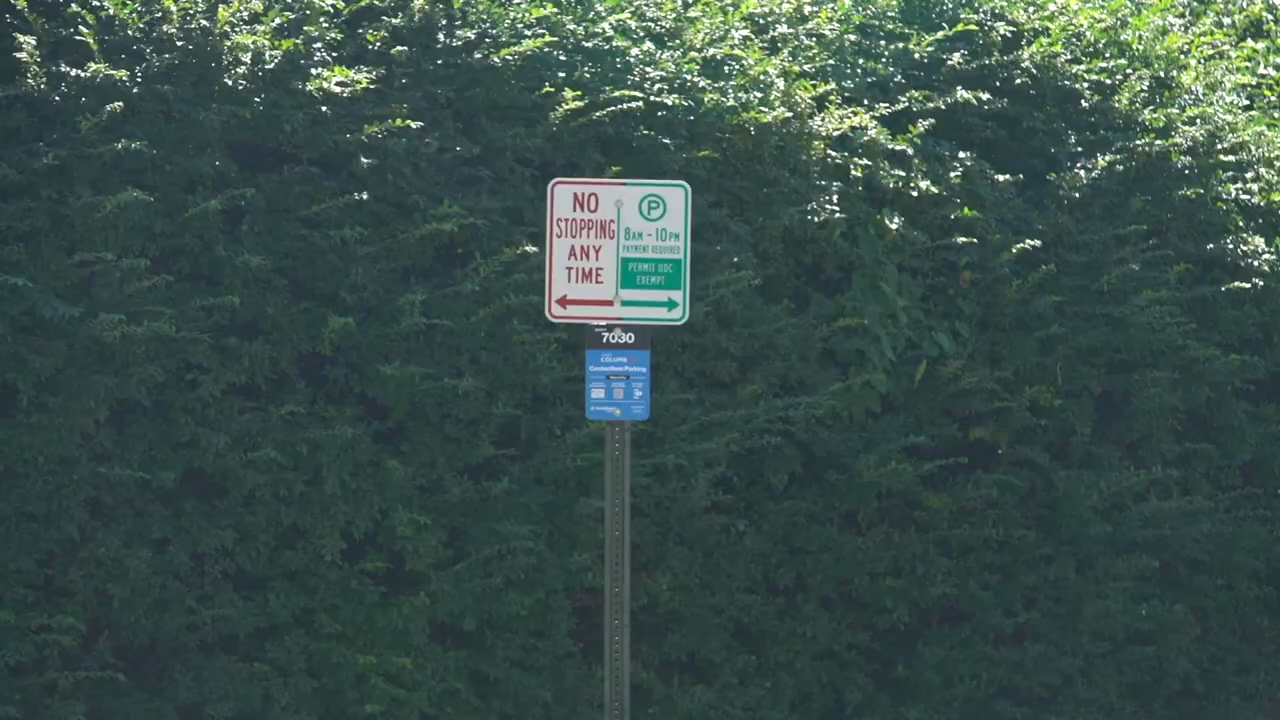 NO
STOPPING
ANY
TIME
P
8AM - 10PM
PAYMENT REQUIRED
PERMIT UDC
EXEMPT
7030
Contactless Parking